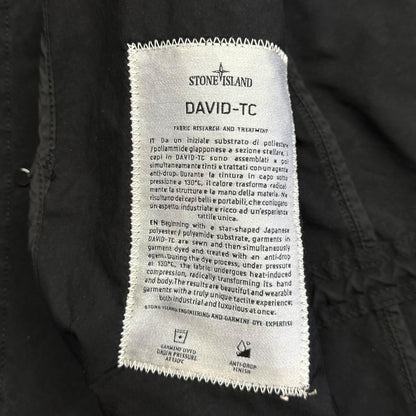 STONE ISLAND
DAVID-TC
FABRIC RESEARCH AND TREATMENT
IT Da un iniziale substrato di poliestere
/poliammide giapponese a sezione stellare, i
capi in DAVID-TC sono assemblati e poi
simultaneamente tinti e trattati con un agente
anti-drop. Durante la tintura in capo sotto
pressione a 130°C, il calore trasforma radical
mente la struttura e la mano della materia. Ne
risultano dei capi belli e portabili, che coniugano
un aspetto industriale e ricco ad un'esperienza
tattile unica.
EN Beginning with a star-shaped Japanese
polyester/ polyamide substrate, garments in
DAVID-TC are sewn and then simultaneously
garment dyed and treated with an anti-drop
agent. During the dye process, under pressure
at 130°C, the fabric undergoes heat-induced
compression, radically transforming its hand
and body. The results are beautiful and wearable
garments with a truly unique tactile experience;
both industrial and luxurious at once.
STONE ISLAND ENGINEERING AND GARMENT DYE EXPERTISE
GARMENT DYED
UNDER PRESSURE
AT 130°C
ANTI-DROP
FINISH